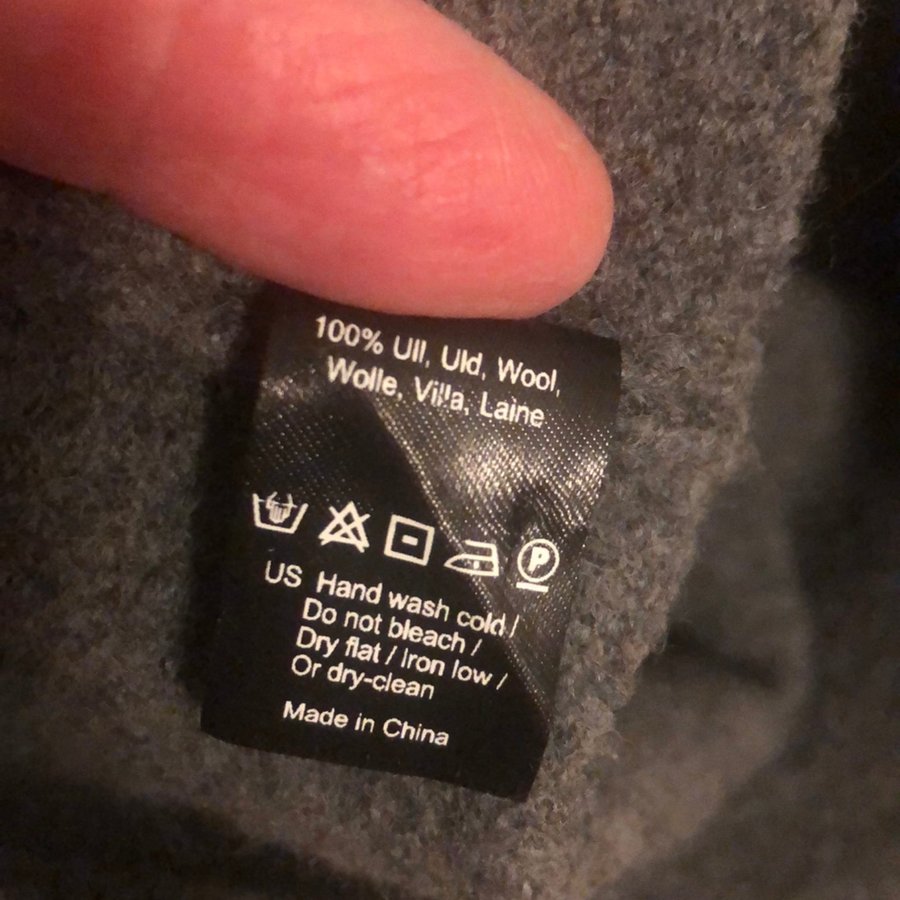 100% Ull, Uld, Wool,
Wolle, Villa, Laine
P
US Hand wash cold /
Do not bleach /
Dry flat / Iron low /
Or dry-clean
Made in China